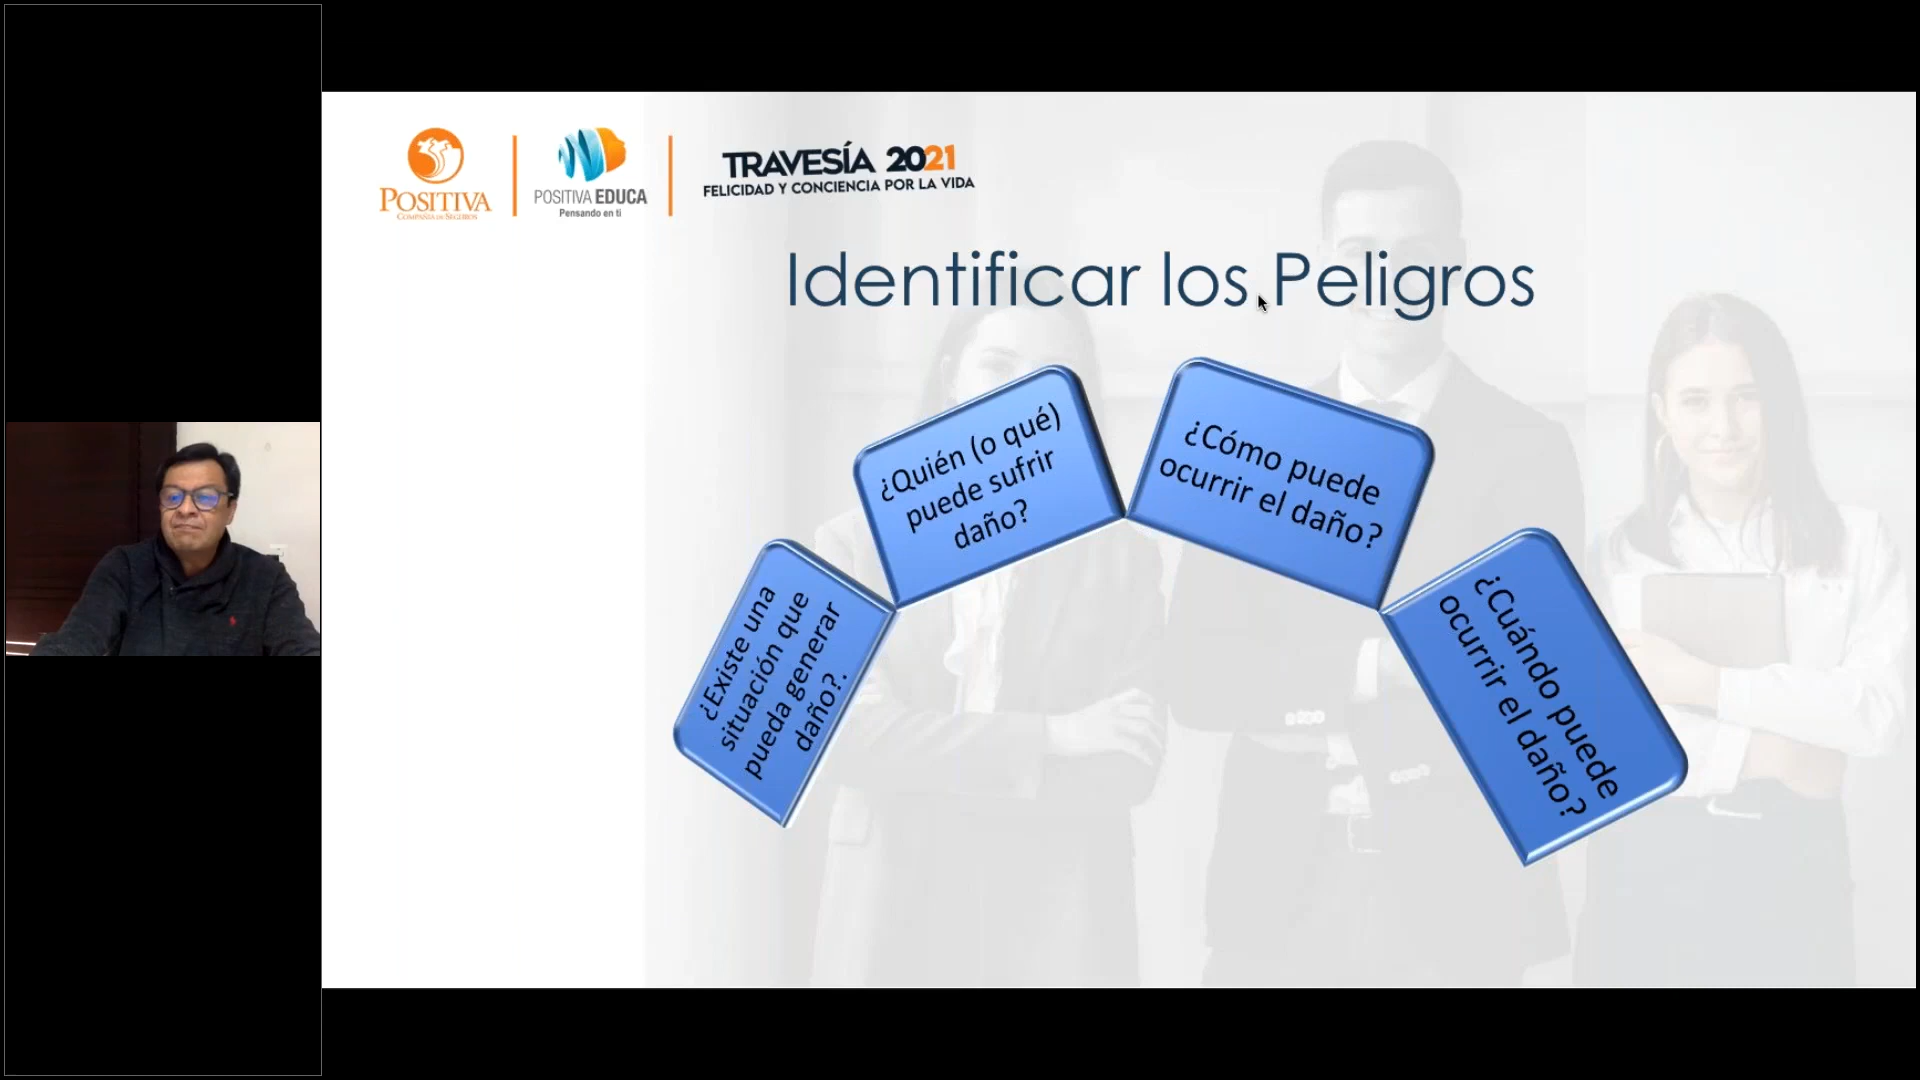 POSITIVA
COMPAÑÍA DE SEGUROS
POSITIVA EDUCA
Pensando en ti
TRAVESÍA 2021
FELICIDAD Y CONCIENCIA POR LA VIDA
Identificar los Peligros
¿Existe una
situación que
pueda generar
daño?.
¿Quién (o qué)
puede sufrir
daño?
¿Cómo puede
ocurrir el daño?
¿Cuándo puede
ocurrir el daño?